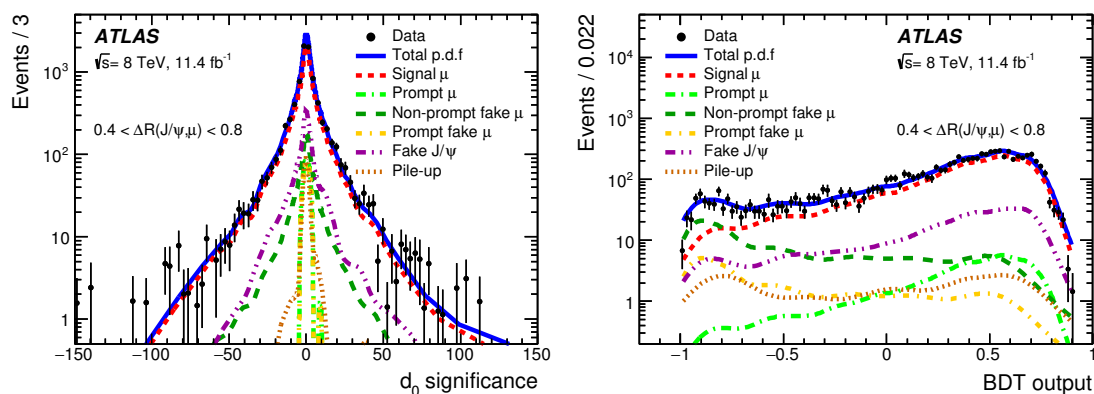 Events / 3
10³
10²
10
1
ATLAS
√s= 8 TeV, 11.4 fb⁻¹
0.4 < ΔR(J/ψ,μ) < 0.8
Data
Total p.d.f
Signal μ
Prompt μ
Non-prompt fake μ
Prompt fake μ
Fake J/ψ
Pile-up
−150 −100 −50 0 50 100 150
d₀ significance
Events / 0.022
10⁴
10³
10²
10
1
Data
Total p.d.f
Signal μ
Prompt μ
Non-prompt fake μ
Prompt fake μ
Fake J/ψ
Pile-up
ATLAS
√s= 8 TeV, 11.4 fb⁻¹
0.4 < ΔR(J/ψ,μ) < 0.8
−1 −0.5 0 0.5 1
BDT output